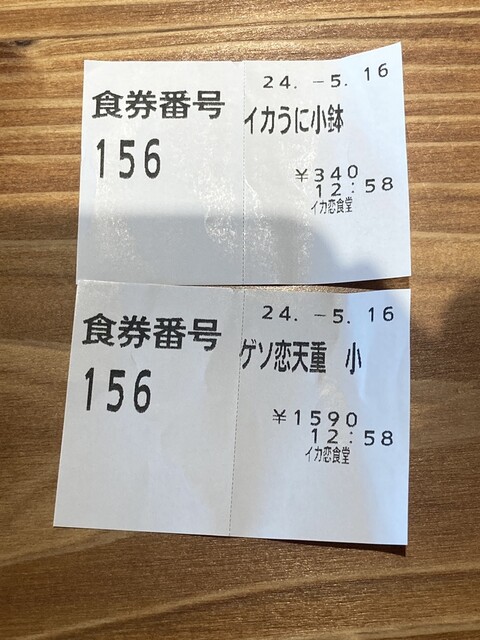 食券番号
156
24. -5. 16
イカうに小鉢
¥340
12:58
イカ恋食堂
食券番号
156
24. -5. 16
ゲソ恋天重 小
¥1590
12:58
イカ恋食堂